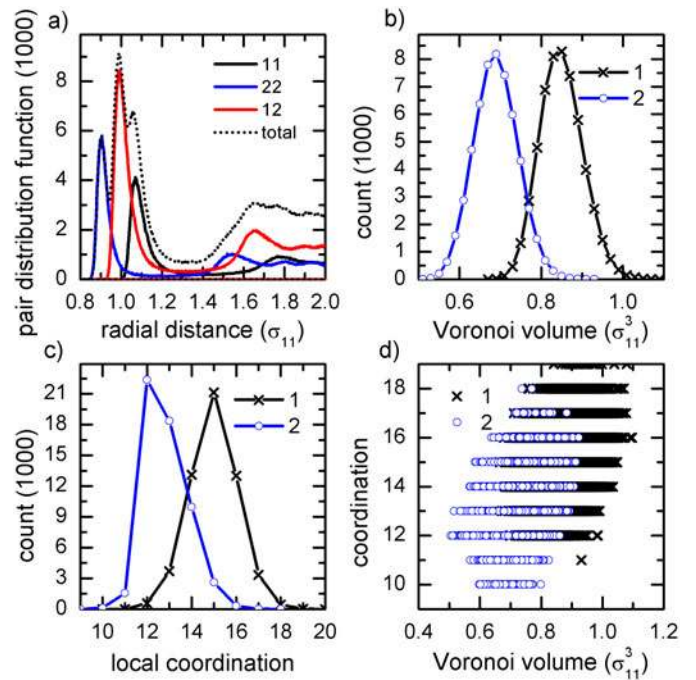 a)
pair distribution function (1000)
10
8
6
4
2
0
11
22
12
total
0.8 1.0 1.2 1.4 1.6 1.8 2.0
radial distance (σ11)
b)
count (1000)
8
7
6
5
4
3
2
1
0
1
2
0.6 0.8 1.0
Voronoi volume (σ³11)
c)
count (1000)
21
18
15
12
9
6
3
0
1
2
10 12 14 16 18 20
local coordination
d)
coordination
18
16
14
12
10
1
2
0.4 0.6 0.8 1.0 1.2
Voronoi volume (σ³11)